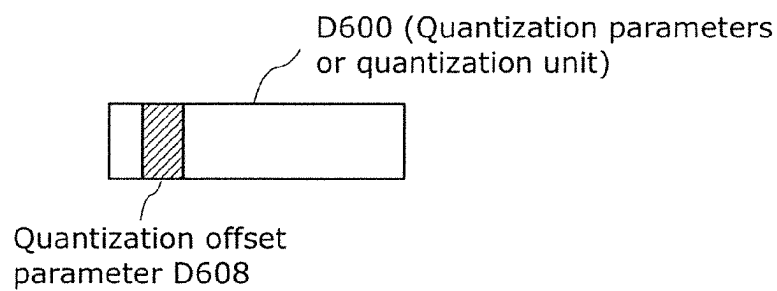 D600 (Quantization parameters
or quantization unit)
Quantization offset
parameter D608